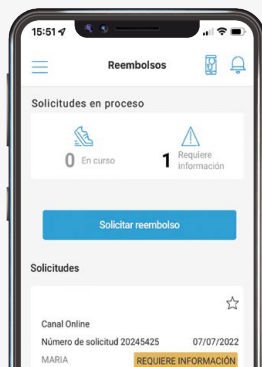 15:51
Reembolsos
Solicitudes en proceso
0 En curso
1 Requiere información
Solicitar reembolso
Solicitudes
Canal Online
Número de solicitud 20245425 07/07/2022
MARIA REQUIERE INFORMACIÓN